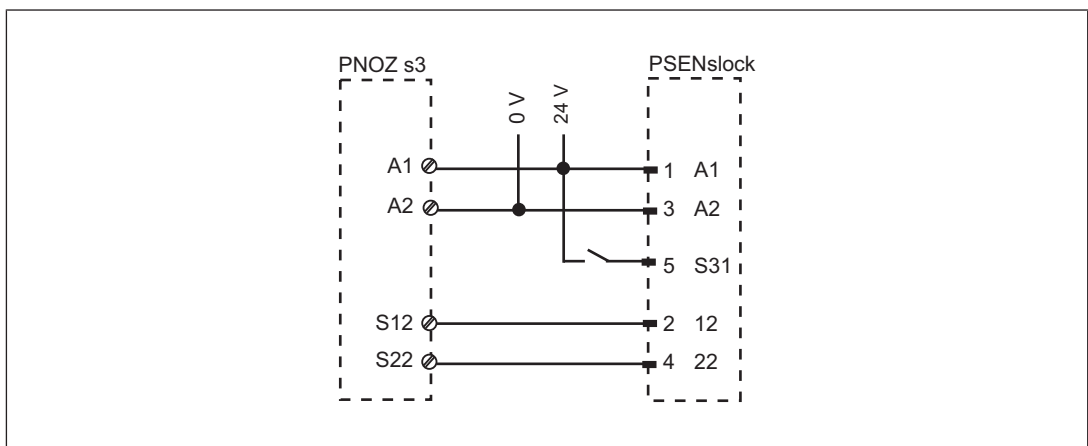 PNOZ s3
PSENslock
0 V
24 V
A1
1 A1
A2
3 A2
5 S31
S12
2 12
S22
4 22